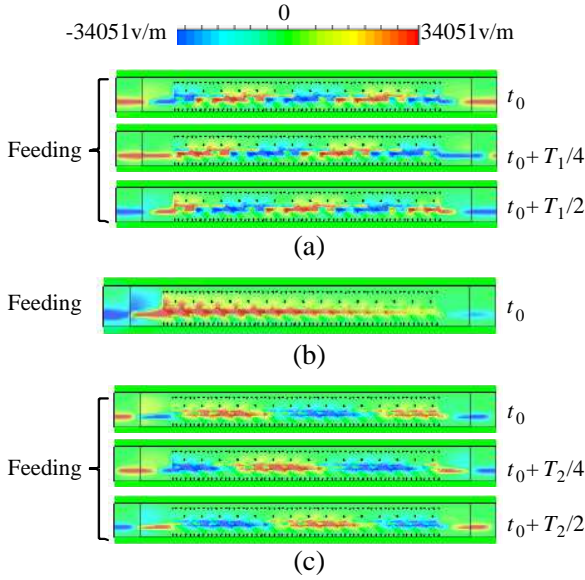 0
-34051v/m 34051v/m
t₀
Feeding t₀+ T₁/4
t₀+ T₁/2
(a)
Feeding t₀
(b)
t₀
Feeding t₀+ T₂/4
t₀+ T₂/2
(c)